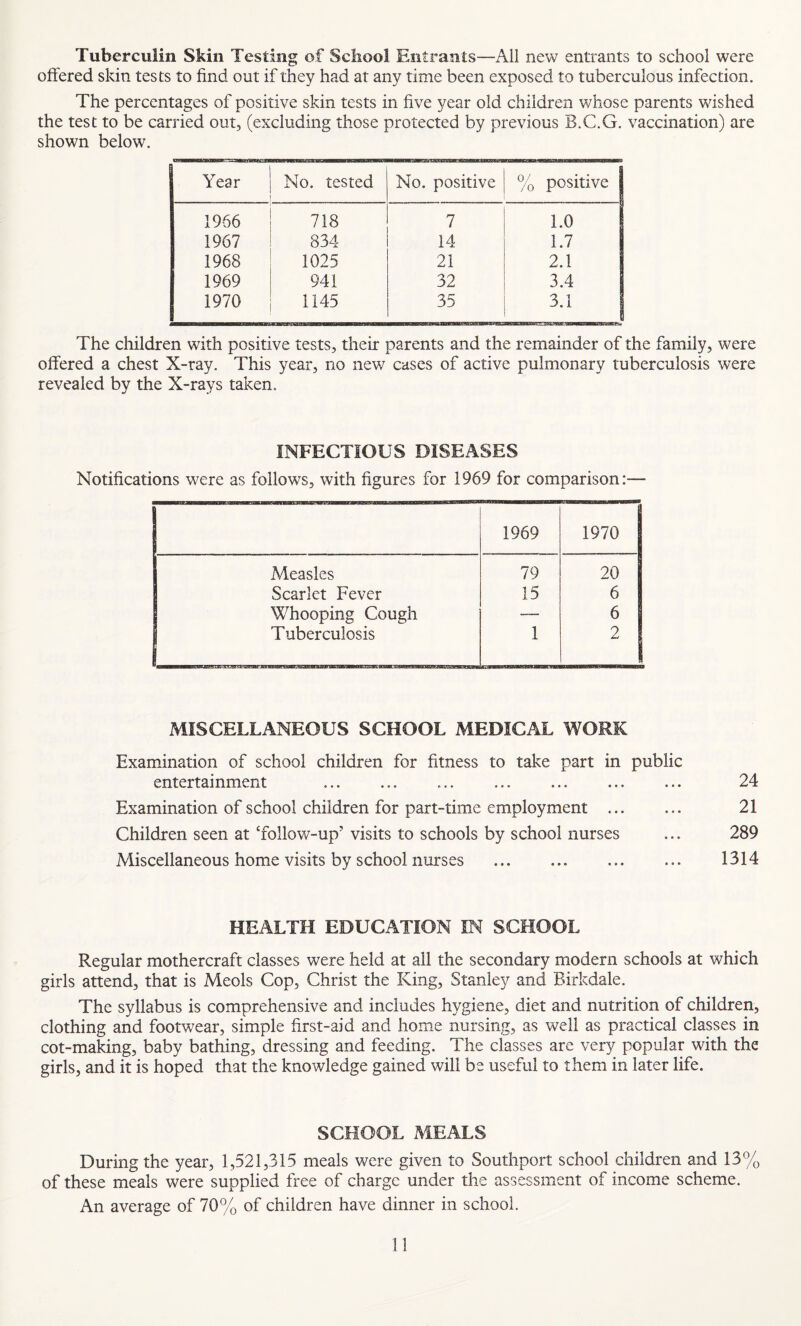 Tuberculin Skin Testing of School Entrants—All new entrants to school were
offered skin tests to find out if they had at any time been exposed to tuberculous infection.
The percentages of positive skin tests in five year old children whose parents wished
the test to be carried out, (excluding those protected by previous B.C.G. vaccination) are
shown below.
Year No. tested No. positive % positive
1966 718 7 1.0
1967 834 14 1.7
1968 1025 21 2.1
1969 941 32 3.4
1970 1145 35 3.1
The children with positive tests, their parents and the remainder of the family, were
offered a chest X-ray. This year, no new cases of active pulmonary tuberculosis were
revealed by the X-rays taken.
INFECTIOUS DISEASES
Notifications were as follows, with figures for 1969 for comparison:—
1969 1970
Measles 79 20
Scarlet Fever 15 6
Whooping Cough — 6
Tuberculosis 1 2
MISCELLANEOUS SCHOOL MEDICAL WORK
Examination of school children for fitness to take part in public
entertainment ... ... ... ... ... ... ... 24
Examination of school children for part-time employment ... ... 21
Children seen at ‘follow-up’ visits to schools by school nurses ... 289
Miscellaneous home visits by school nurses ... ... ... ... 1314
HEALTH EDUCATION IN SCHOOL
Regular mothercraft classes were held at all the secondary modern schools at which
girls attend, that is Meols Cop, Christ the King, Stanley and Birkdale.
The syllabus is comprehensive and includes hygiene, diet and nutrition of children,
clothing and footwear, simple first-aid and home nursing, as well as practical classes in
cot-making, baby bathing, dressing and feeding. The classes are very popular with the
girls, and it is hoped that the knowledge gained will be useful to them in later life.
SCHOOL MEALS
During the year, 1,521,315 meals were given to Southport school children and 13%
of these meals were supplied free of charge under the assessment of income scheme.
An average of 70% of children have dinner in school.
11